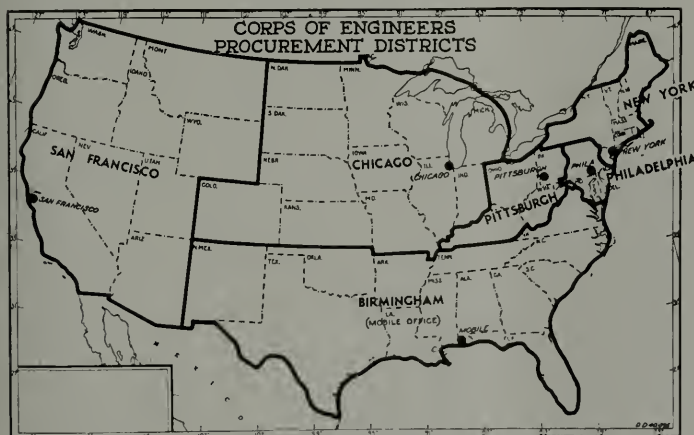 CORPS OF ENGINEERS
PROCUREMENT DISTRICTS
WASH.
MONT.
N. DAK.
MINN.
OREG.
IDAHO
S. DAK.
WIS.
MICH.
WYO.
NEW YORK
CALIF.
NEV.
UTAH
NEBR.
IOWA
ILL.
IND.
OHIO
PA.
NEW YORK
SAN FRANCISCO
CHICAGO
CHICAGO
PITTSBURGH
PHILA.
PHILADELPHIA
COLO.
PITTSBURGH
SAN FRANCISCO
KANS.
MO.
ARIZ.
N. MEX.
TEX.
OKLA.
ARK.
TENN.
N.C.
S.C.
MISS.
ALA.
GA.
BIRMINGHAM
LA.
(MOBILE OFFICE)
MOBILE
MEXICO